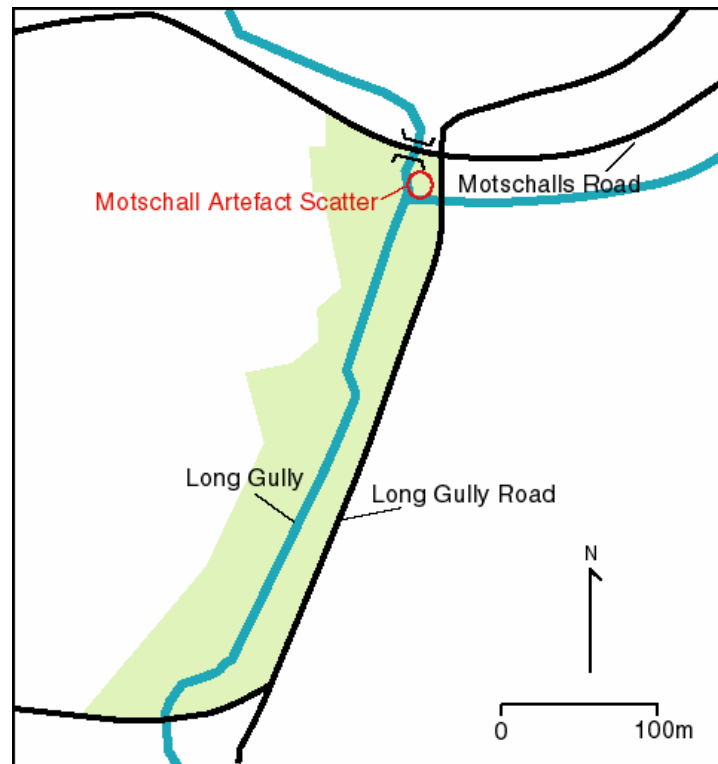 Motschalls Road
Motschall Artefact Scatter
Long Gully
Long Gully Road
N
0
100m